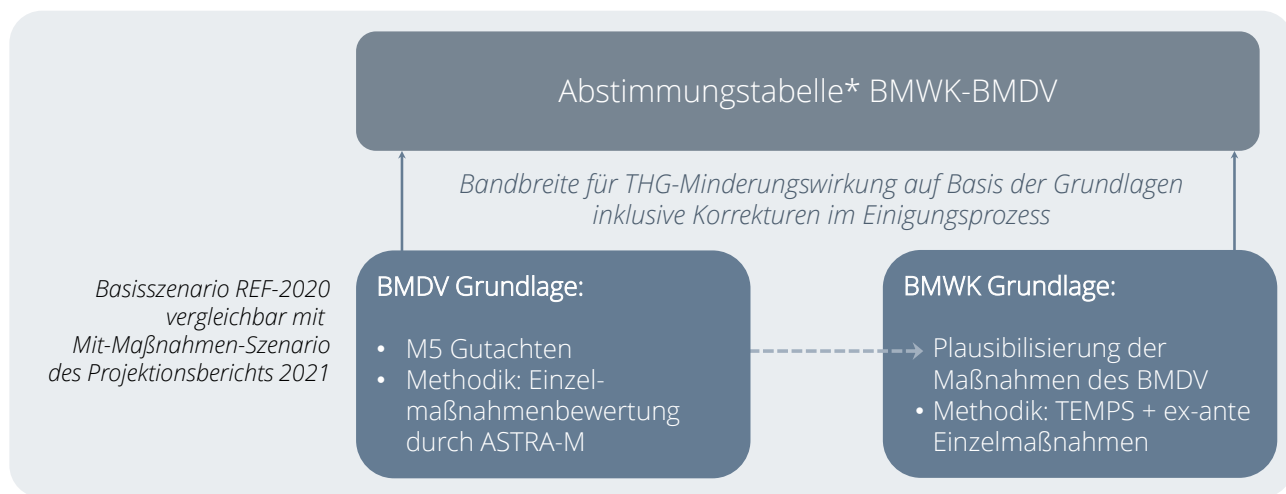 Abstimmungstabelle* BMWK-BMDV
Bandbreite für THG-Minderungswirkung auf Basis der Grundlagen
inklusive Korrekturen im Einigungsprozess
Basisszenario REF-2020
vergleichbar mit
Mit-Maßnahmen-Szenario
des Projektionsberichts 2021
BMDV Grundlage:
• M5 Gutachten
• Methodik: Einzel-
maßnahmenbewertung
durch ASTRA-M
BMWK Grundlage:
Plausibilisierung der
Maßnahmen des BMDV
• Methodik: TEMPS + ex-ante
Einzelmaßnahmen